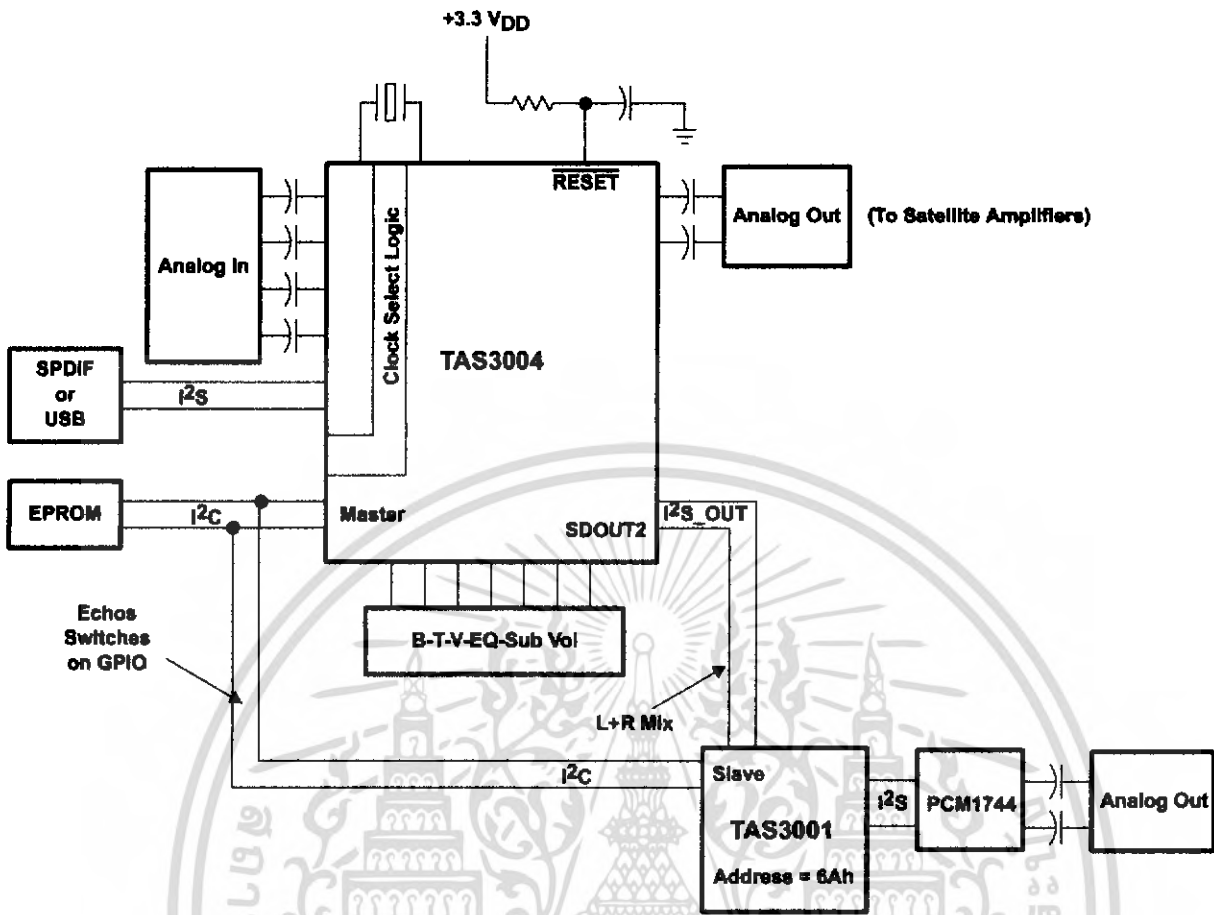 +3.3 VDD
RESET
Analog In
Clock Select Logic
TAS3004
Analog Out
(To Satellite Amplifiers)
SPDIF
or
USB
I2S
EPROM
I2C
Master
I2S_OUT
SDOUT2
Echos
Switches
on GPIO
B-T-V-EQ-Sub Vol
L+R Mix
I2C
Slave
TAS3001
Address = 6Ah
I2S
PCM1744
Analog Out